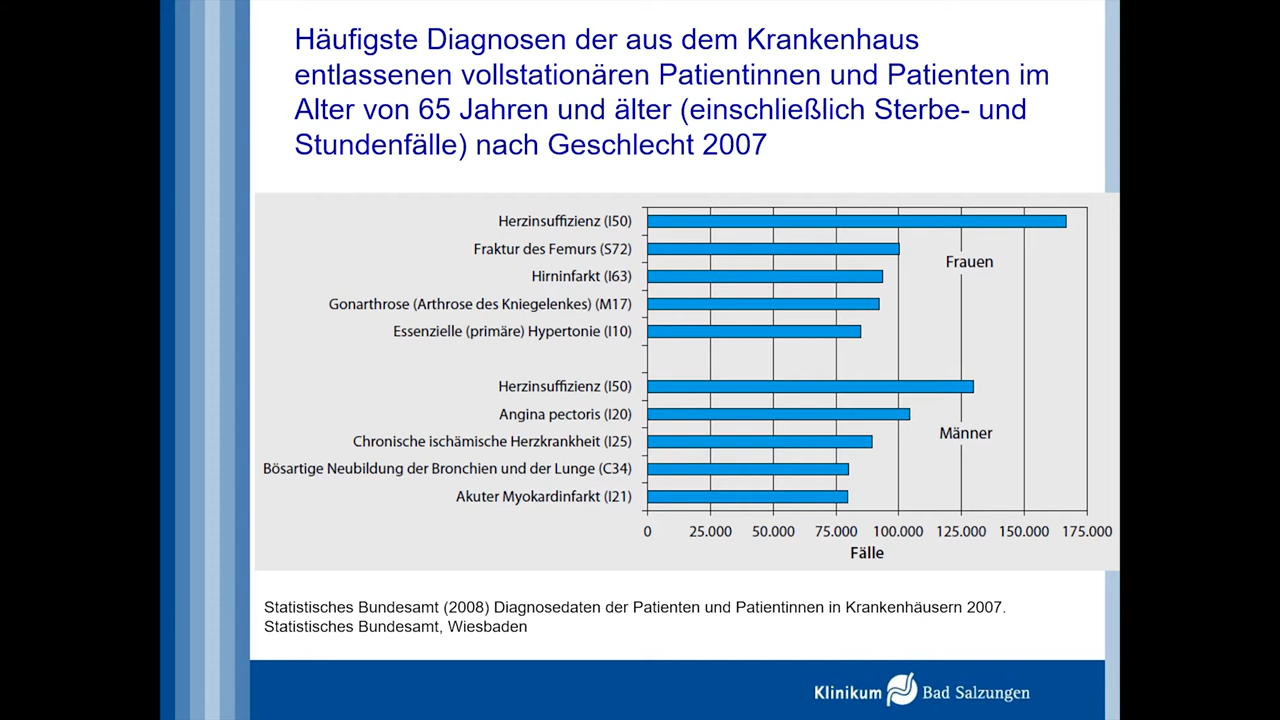 Häufigste Diagnosen der aus dem Krankenhaus
entlassenen vollstationären Patientinnen und Patienten im
Alter von 65 Jahren und älter (einschließlich Sterbe- und
Stundenfälle) nach Geschlecht 2007
Herzinsuffizienz (I50)
Fraktur des Femurs (S72)
Frauen
Hirninfarkt (I63)
Gonarthrose (Arthrose des Kniegelenkes) (M17)
Essenzielle (primäre) Hypertonie (I10)
Herzinsuffizienz (I50)
Angina pectoris (I20)
Männer
Chronische ischämische Herzkrankheit (I25)
Bösartige Neubildung der Bronchien und der Lunge (C34)
Akuter Myokardinfarkt (I21)
0 25.000 50.000 75.000 100.000 125.000 150.000 175.000
Fälle
Statistisches Bundesamt (2008) Diagnosedaten der Patienten und Patientinnen in Krankenhäusern 2007.
Statistisches Bundesamt, Wiesbaden
Klinikum Bad Salzungen